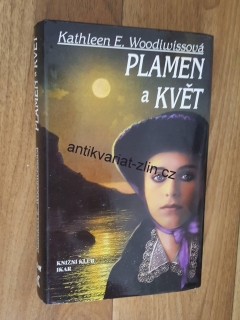 Kathleen E. Woodiwissová
PLAMEN
a KVĚT
antikvariat-zlin.cz
KNIŽNÍ KLUB
IKAR
PLAMEN a KVĚT